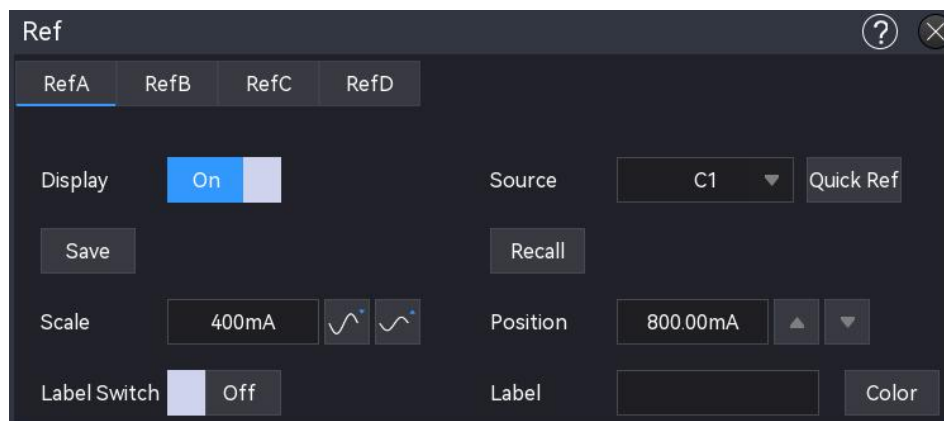 Ref
RefA RefB RefC RefD
Display On Source C1 Quick Ref
Save Recall
Scale 400mA Position 800.00mA
Label Switch Off Label Color